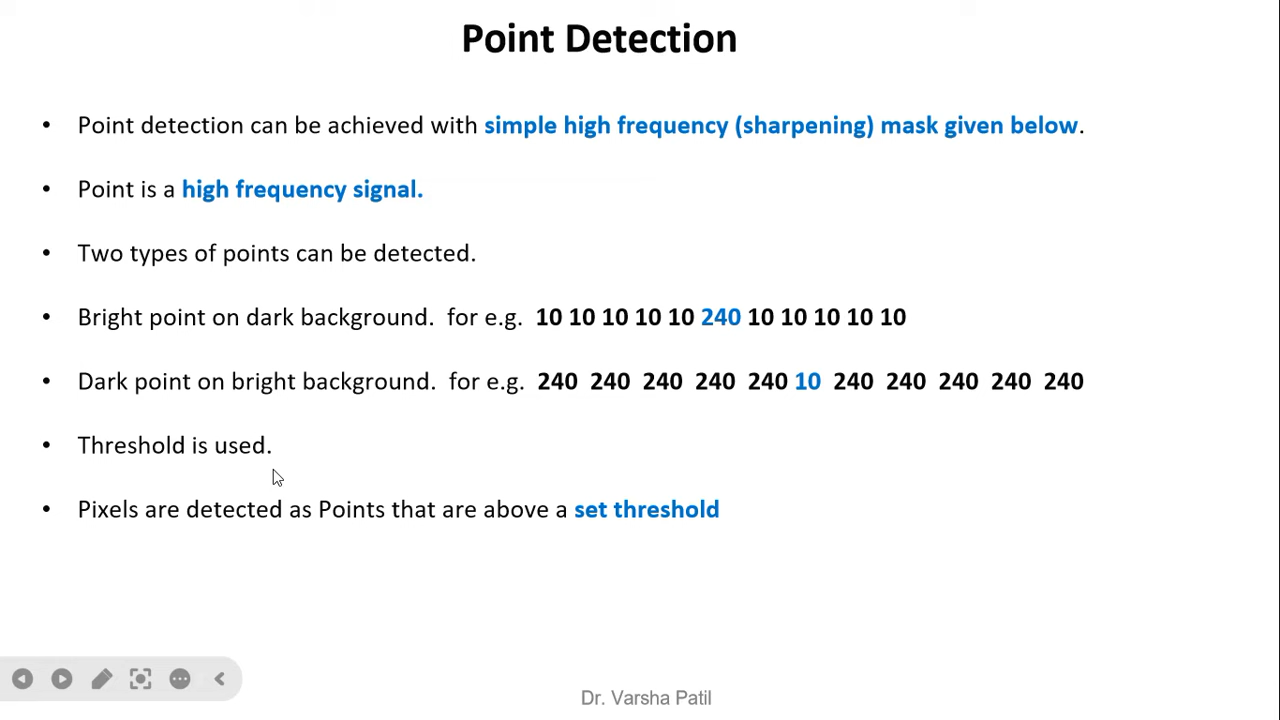 Point Detection
• Point detection can be achieved with simple high frequency (sharpening) mask given below.
• Point is a high frequency signal.
• Two types of points can be detected.
• Bright point on dark background. for e.g. 10 10 10 10 10 240 10 10 10 10 10
• Dark point on bright background. for e.g. 240 240 240 240 240 10 240 240 240 240 240
• Threshold is used.
• Pixels are detected as Points that are above a set threshold
Dr. Varsha Patil